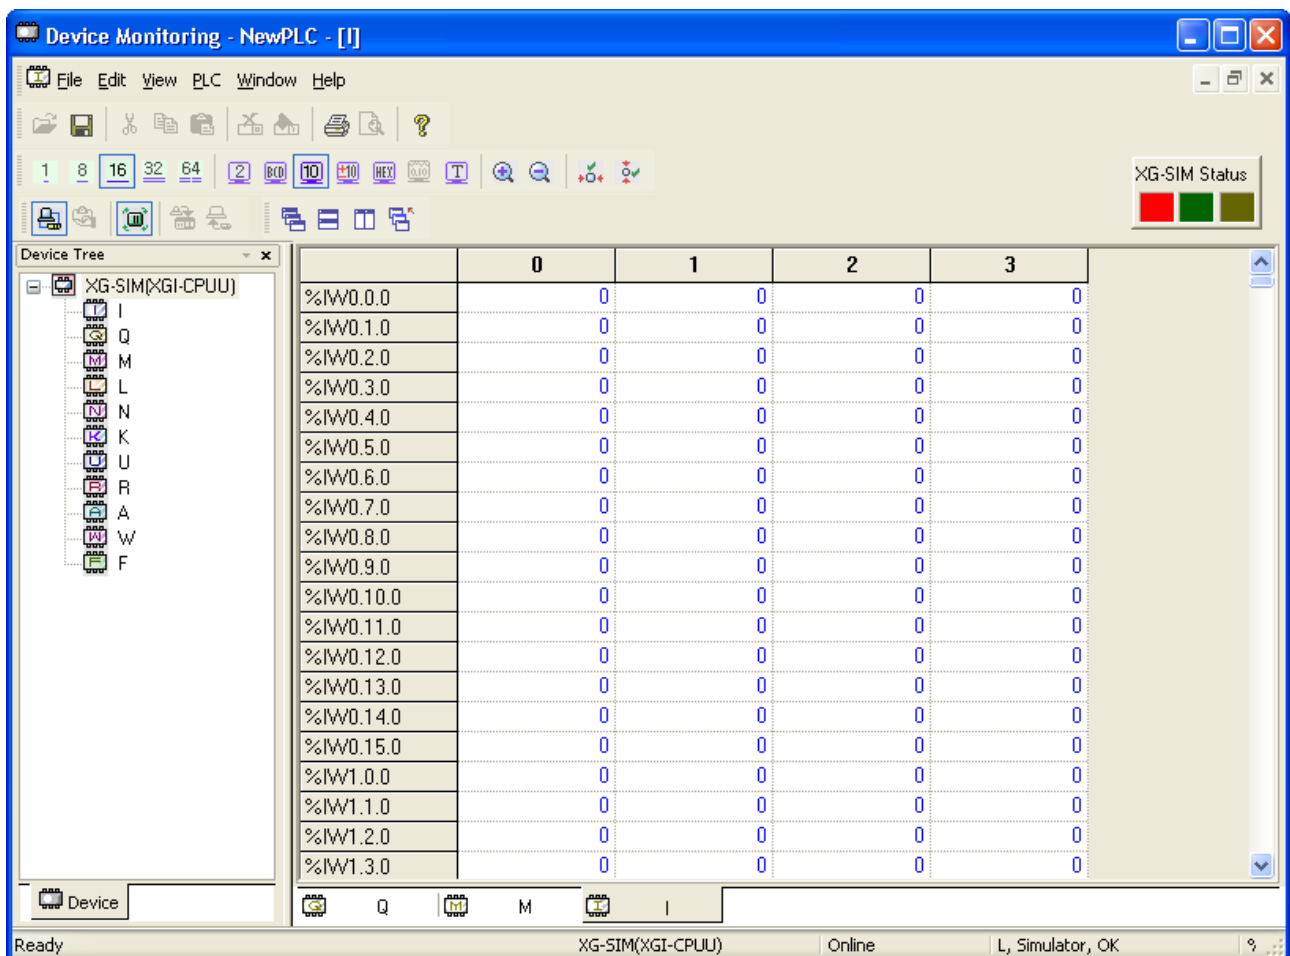 Device Monitoring - NewPLC - [I]
File Edit View PLC Window Help
1 8 16 32 64 2 BCD 10 ±10 HEX 0.10 T
XG-SIM Status
Device Tree
XG-SIM(XGI-CPUU)
I
Q
M
L
N
K
U
R
A
W
F
Device
0 1 2 3
%IW0.0.0 0 0 0 0
%IW0.1.0 0 0 0 0
%IW0.2.0 0 0 0 0
%IW0.3.0 0 0 0 0
%IW0.4.0 0 0 0 0
%IW0.5.0 0 0 0 0
%IW0.6.0 0 0 0 0
%IW0.7.0 0 0 0 0
%IW0.8.0 0 0 0 0
%IW0.9.0 0 0 0 0
%IW0.10.0 0 0 0 0
%IW0.11.0 0 0 0 0
%IW0.12.0 0 0 0 0
%IW0.13.0 0 0 0 0
%IW0.14.0 0 0 0 0
%IW0.15.0 0 0 0 0
%IW1.0.0 0 0 0 0
%IW1.1.0 0 0 0 0
%IW1.2.0 0 0 0 0
%IW1.3.0 0 0 0 0
Q M I
Ready XG-SIM(XGI-CPUU) Online L, Simulator, OK